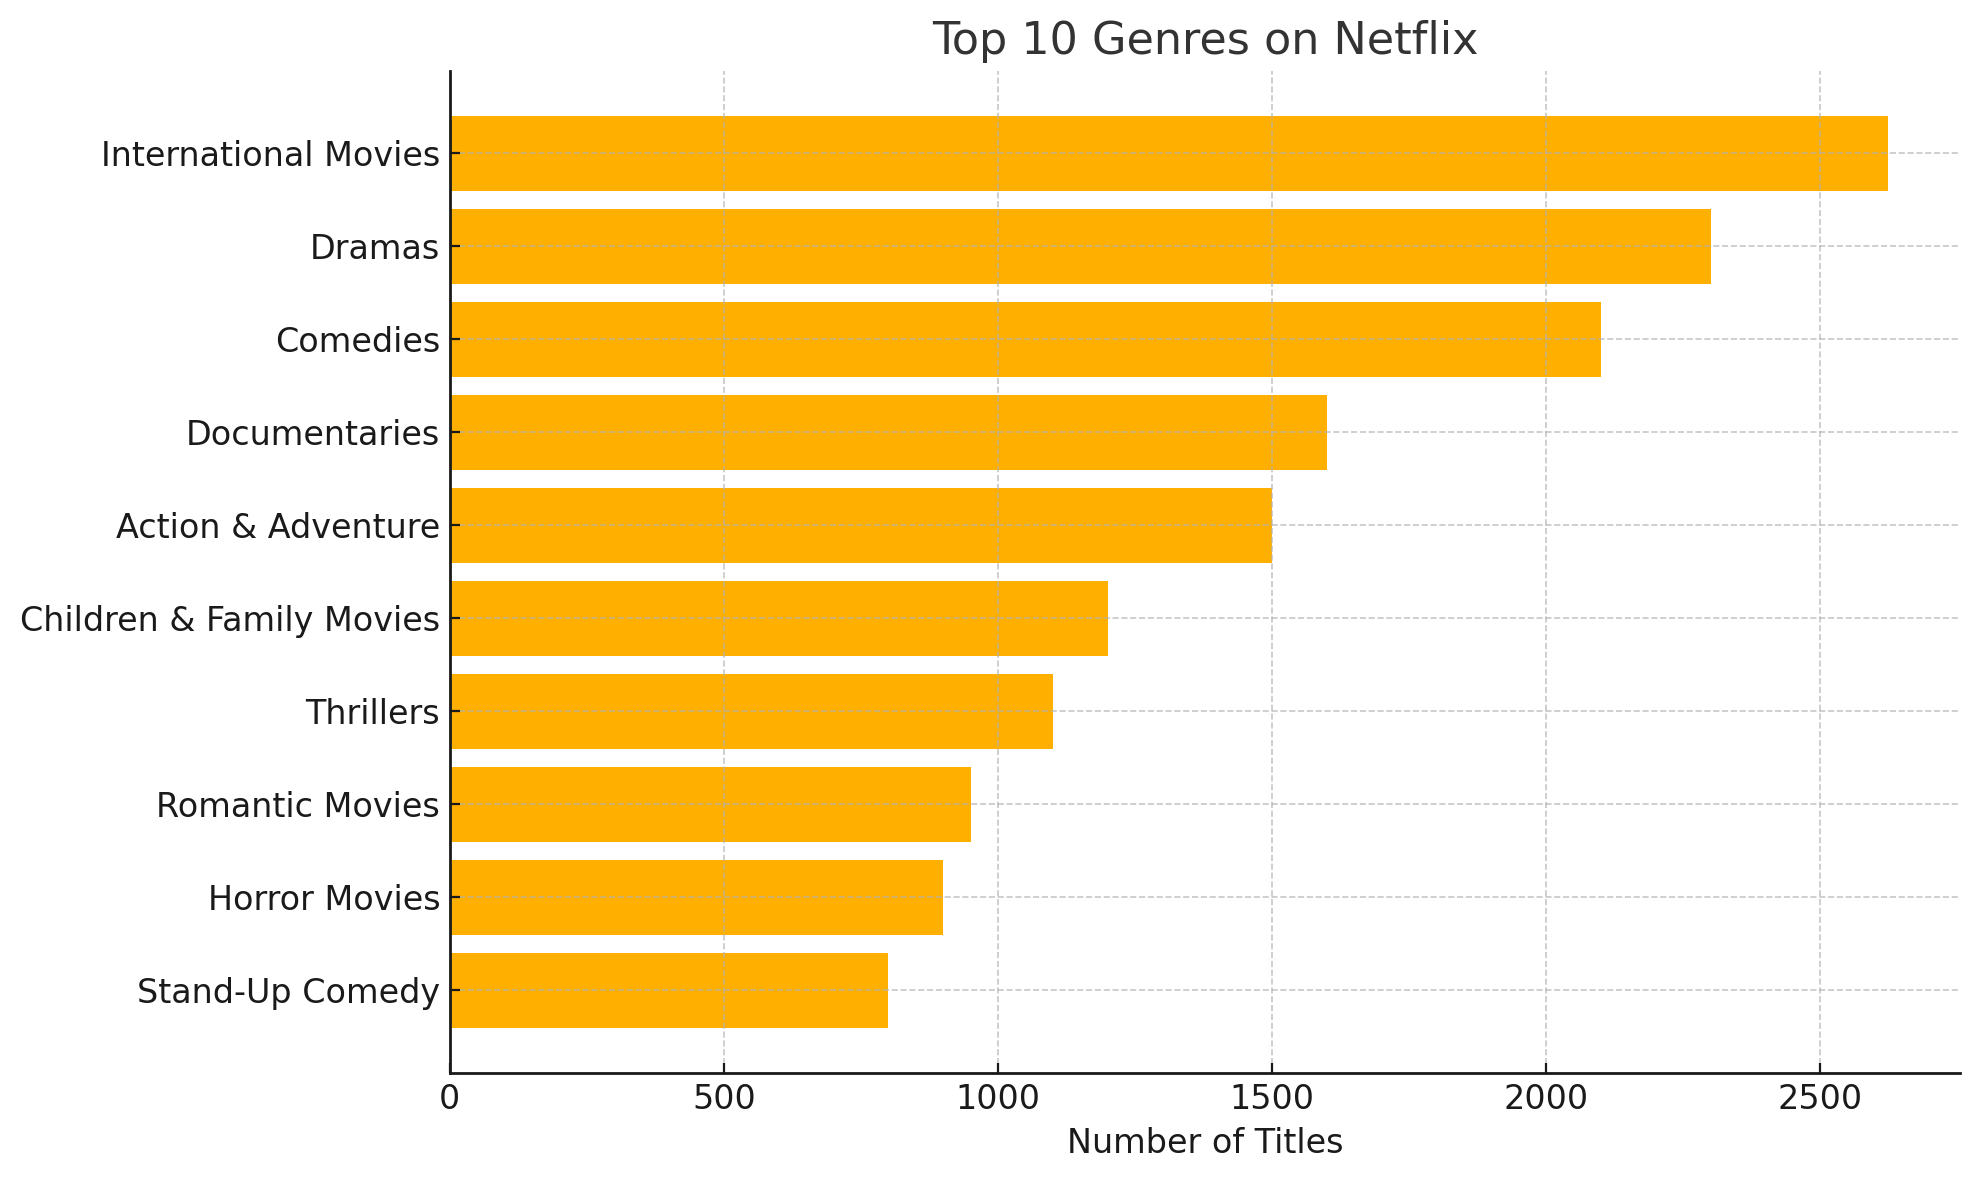 Top 10 Genres on Netflix
International Movies
Dramas
Comedies
Documentaries
Action & Adventure
Children & Family Movies
Thrillers
Romantic Movies
Horror Movies
Stand-Up Comedy
0 500 1000 1500 2000 2500
Number of Titles